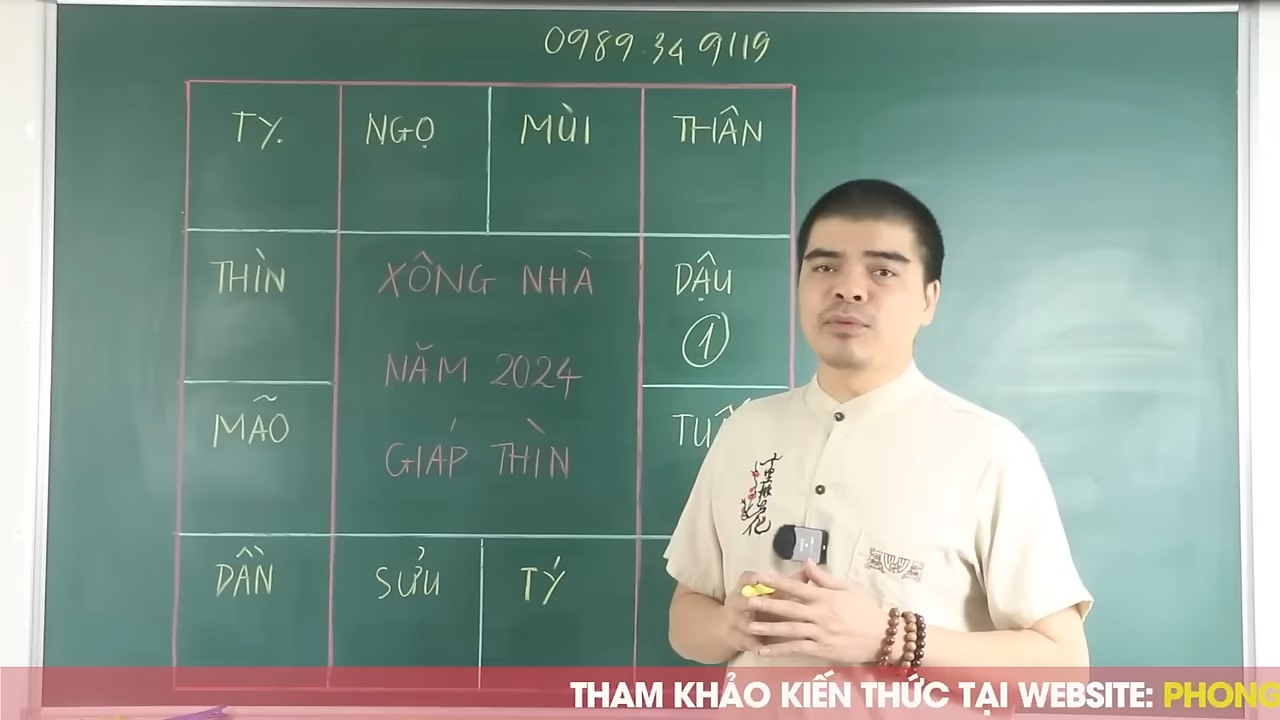 0989.34 9119
TỴ. NGỌ MÙI THÂN
THÌN XÔNG NHÀ DẬU
NĂM 2024 1
MÃO GIÁP THÌN
DẦN SỬU TÝ
THAM KHẢO KIẾN THỨC TẠI WEBSITE: PHONG